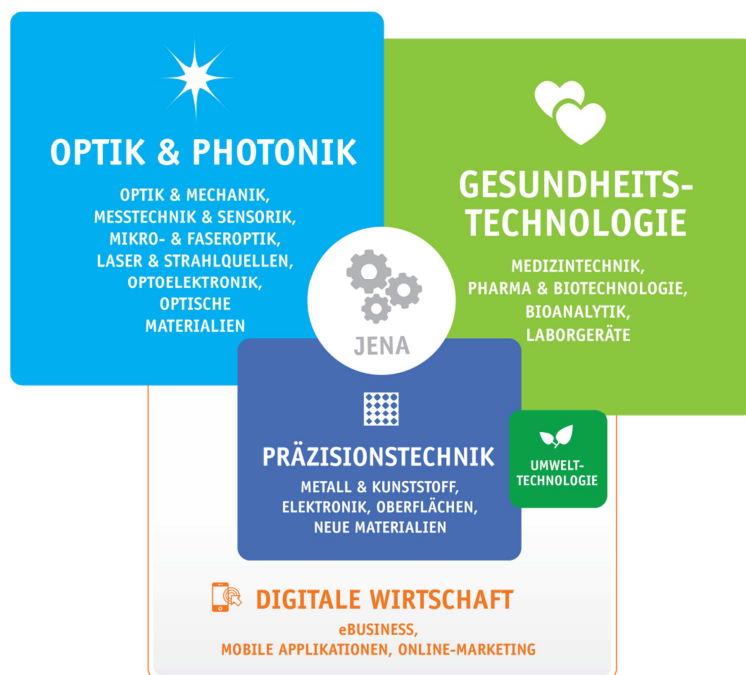 OPTIK & PHOTONIK
OPTIK & MECHANIK,
MESSTECHNIK & SENSORIK,
MIKRO- & FASEROPTIK,
LASER & STRAHLQUELLEN,
OPTOELEKTRONIK,
OPTISCHE
MATERIALIEN
GESUNDHEITS-
TECHNOLOGIE
MEDIZINTECHNIK,
PHARMA & BIOTECHNOLOGIE,
BIOANALYTIK,
LABORGERÄTE
JENA
PRÄZISIONSTECHNIK
METALL & KUNSTSTOFF,
ELEKTRONIK, OBERFLÄCHEN,
NEUE MATERIALIEN
UMWELT-
TECHNOLOGIE
DIGITALE WIRTSCHAFT
eBUSINESS,
MOBILE APPLIKATIONEN, ONLINE-MARKETING